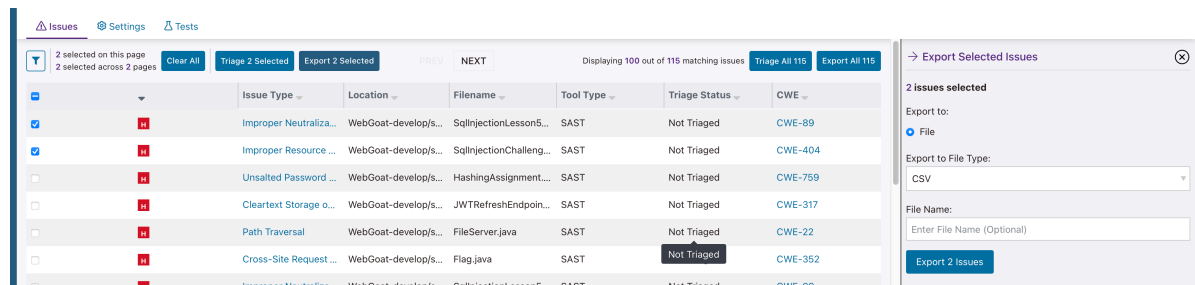 Issues Settings Tests
2 selected on this page
2 selected across 2 pages
Clear All Triage 2 Selected Export 2 Selected PREV NEXT Displaying 100 out of 115 matching issues Triage All 115 Export All 115
Issue Type Location Filename Tool Type Triage Status CWE
H Improper Neutraliza... WebGoat-develop/s... SqlInjectionLesson5... SAST Not Triaged CWE-89
H Improper Resource ... WebGoat-develop/s... SqlInjectionChalleng... SAST Not Triaged CWE-404
H Unsalted Password ... WebGoat-develop/s... HashingAssignment.... SAST Not Triaged CWE-759
H Cleartext Storage o... WebGoat-develop/s... JWTRefreshEndpoin... SAST Not Triaged CWE-317
H Path Traversal WebGoat-develop/s... FileServer.java SAST Not Triaged CWE-22
Not Triaged
H Cross-Site Request ... WebGoat-develop/s... Flag.java SAST CWE-352
Export Selected Issues
2 issues selected
Export to:
File
Export to File Type:
CSV
File Name:
Enter File Name (Optional)
Export 2 Issues